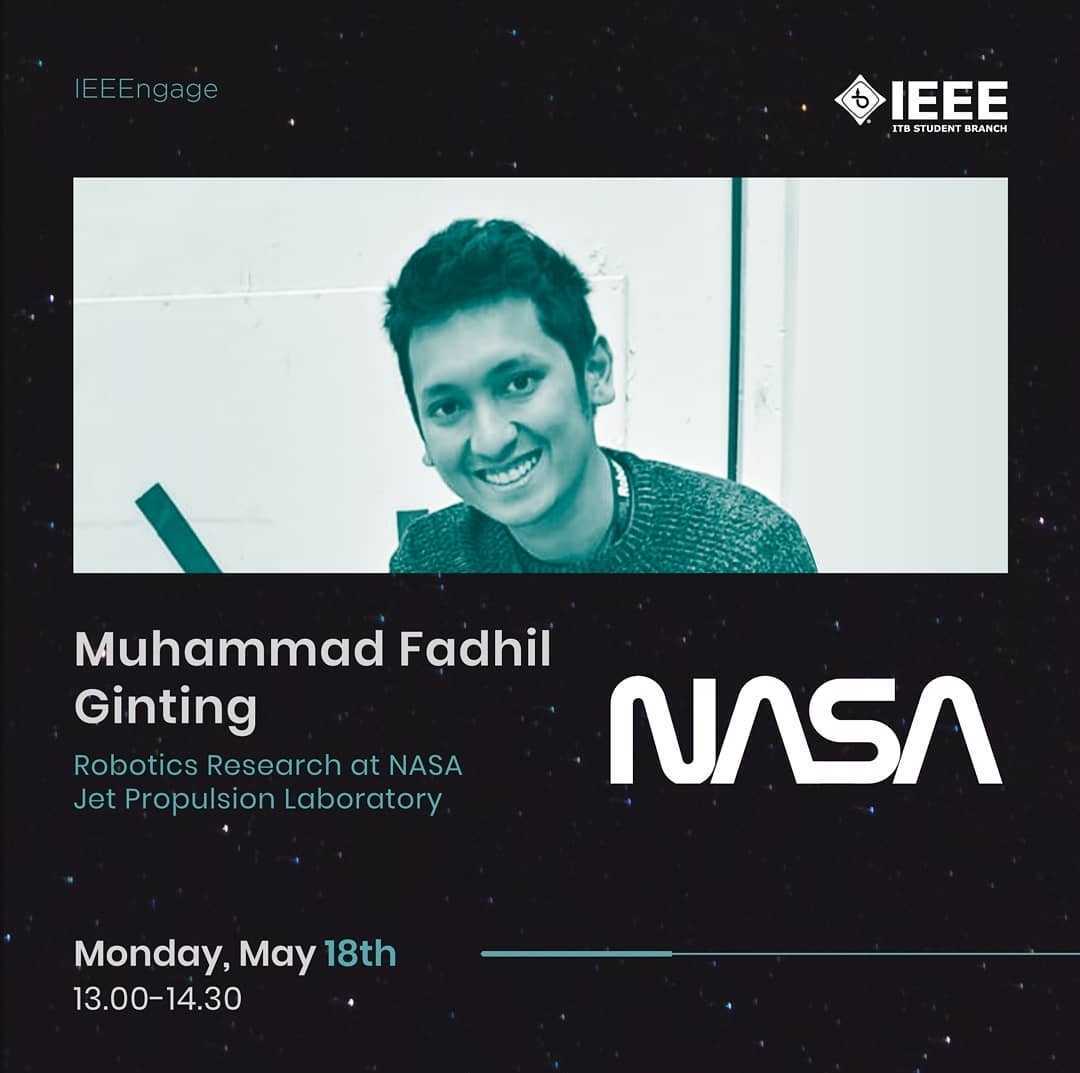 IEEEngage
IEEE
ITB STUDENT BRANCH
Muhammad Fadhil
Ginting
Robotics Research at NASA
Jet Propulsion Laboratory
NASA
Monday, May 18th
13.00-14.30